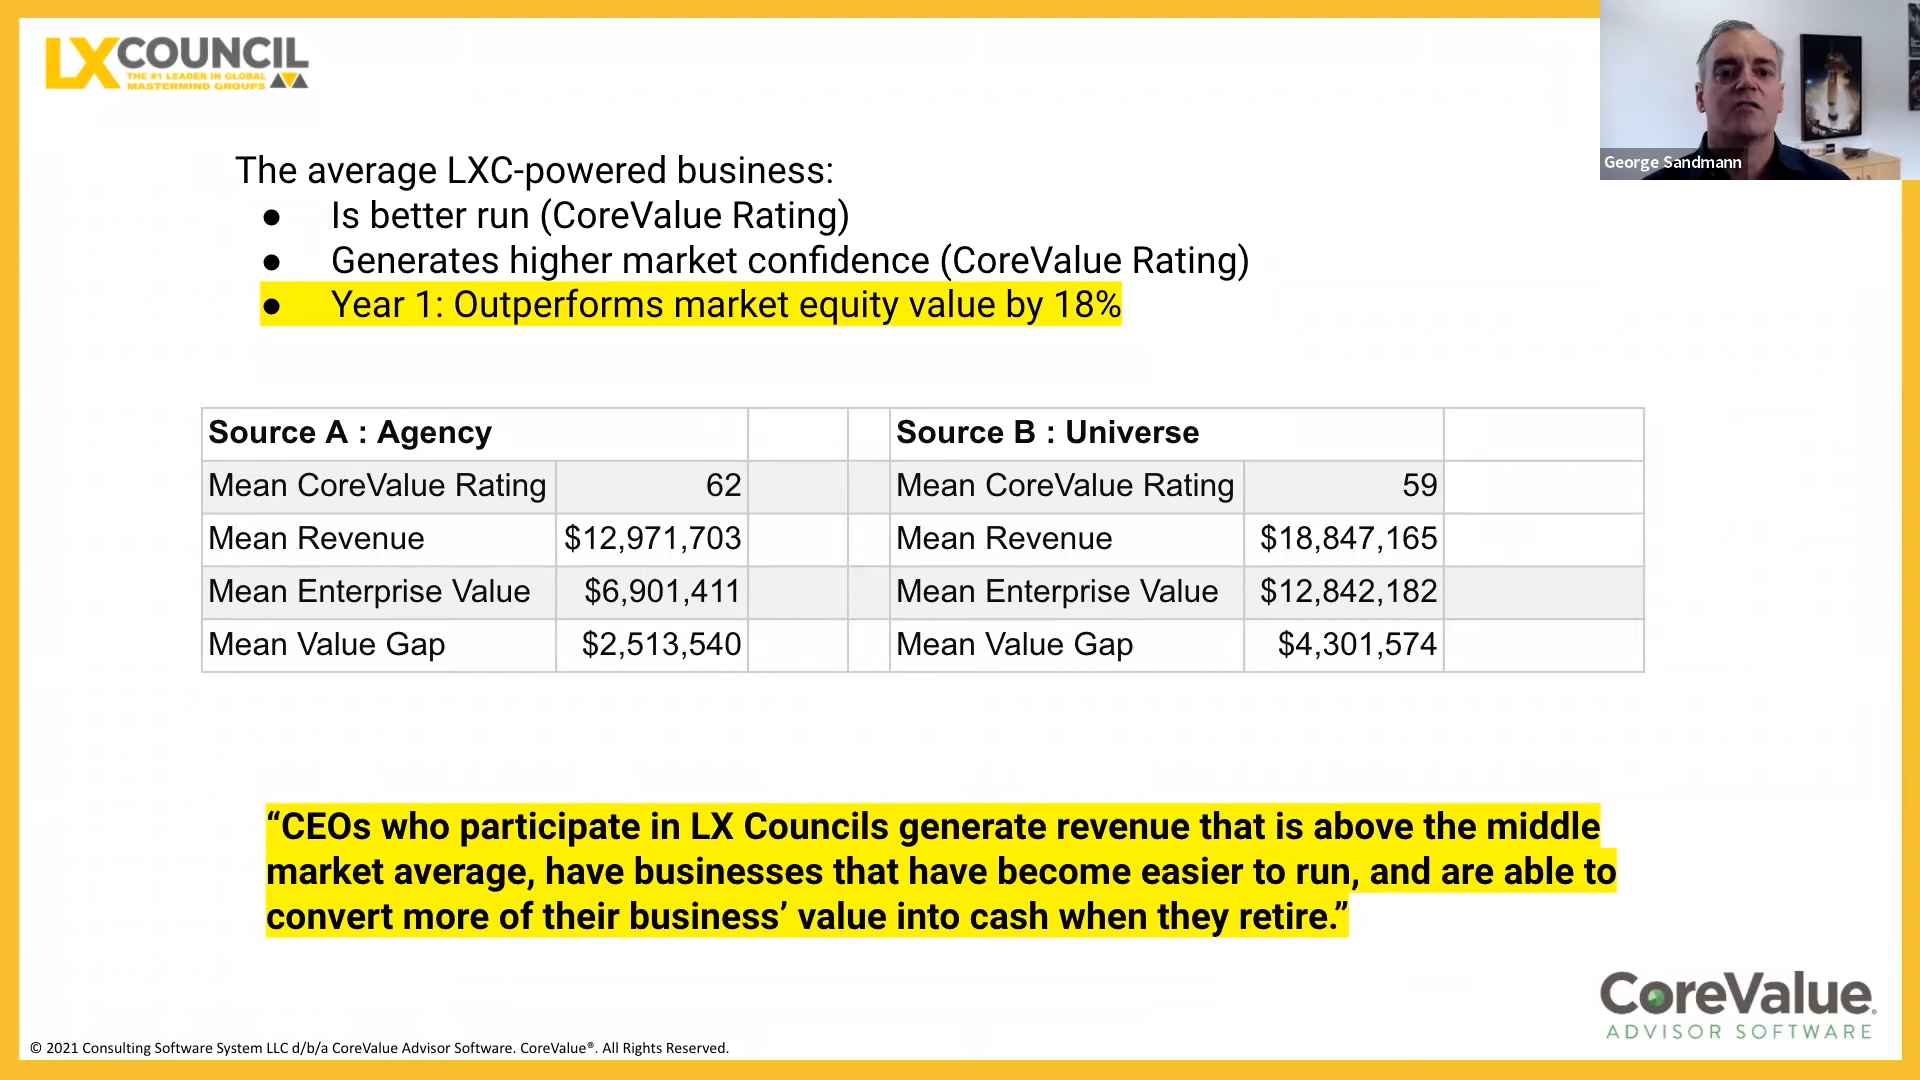 LXCOUNCIL
THE #1 LEADER IN GLOBAL
MASTERMIND GROUPS
George Sandmann
The average LXC-powered business:
● Is better run (CoreValue Rating)
● Generates higher market confidence (CoreValue Rating)
● Year 1: Outperforms market equity value by 18%
Source A : Agency Source B : Universe
Mean CoreValue Rating 62 Mean CoreValue Rating 59
Mean Revenue $12,971,703 Mean Revenue $18,847,165
Mean Enterprise Value $6,901,411 Mean Enterprise Value $12,842,182
Mean Value Gap $2,513,540 Mean Value Gap $4,301,574
“CEOs who participate in LX Councils generate revenue that is above the middle
market average, have businesses that have become easier to run, and are able to
convert more of their business’ value into cash when they retire.”
CoreValue®
ADVISOR SOFTWARE
© 2021 Consulting Software System LLC d/b/a CoreValue Advisor Software. CoreValue®. All Rights Reserved.